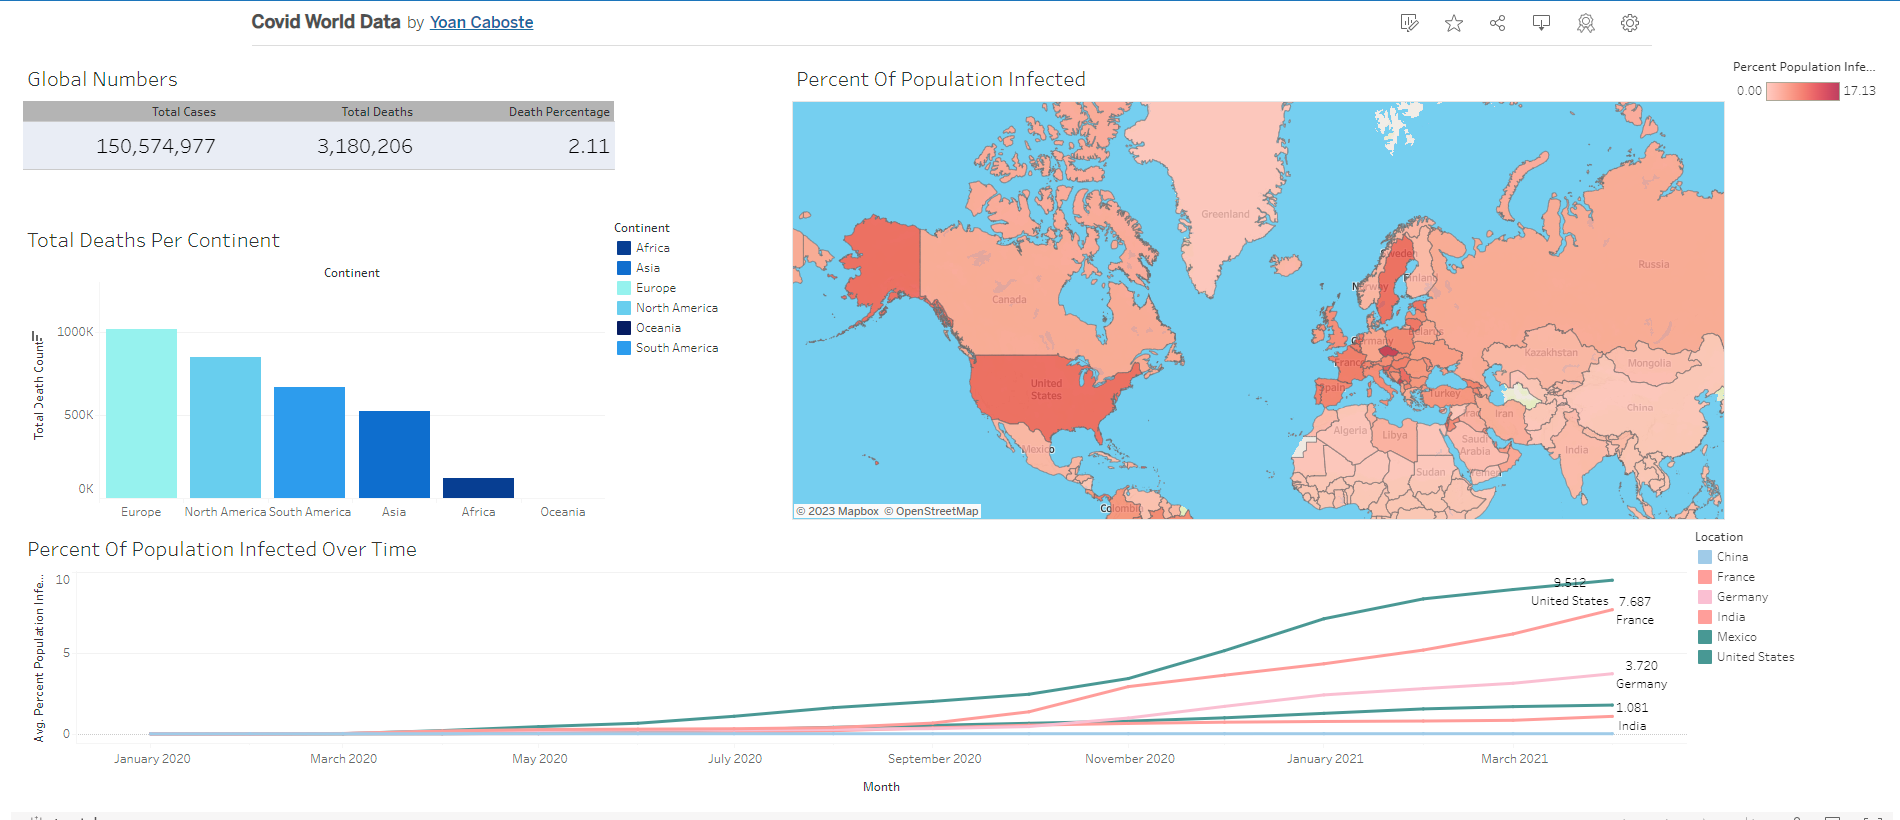 Covid World Data by Yoan Caboste
Global Numbers
Total Cases Total Deaths Death Percentage
150,574,977 3,180,206 2.11
Percent Of Population Infected
Percent Population Infe...
0.00 17.13
Greenland
Canada
United
States
Mexico
Colombia
Sweden
Finland
Norway
Russia
Belarus
Germany
France
Spain
Turkey
Kazakhstan
Mongolia
China
Iraq
Iran
Algeria
Libya
Saudi
Arabia
India
Sudan
Yemen
© 2023 Mapbox © OpenStreetMap
Total Deaths Per Continent
Continent
Total Death Count
1000K
500K
0K
Europe North America South America Asia Africa Oceania
Continent
Africa
Asia
Europe
North America
Oceania
South America
Percent Of Population Infected Over Time
Avg. Percent Population Infe...
10
5
0
9.512
United States
7.687
France
3.720
Germany
1.081
India
January 2020 March 2020 May 2020 July 2020 September 2020 November 2020 January 2021 March 2021
Month
Location
China
France
Germany
India
Mexico
United States